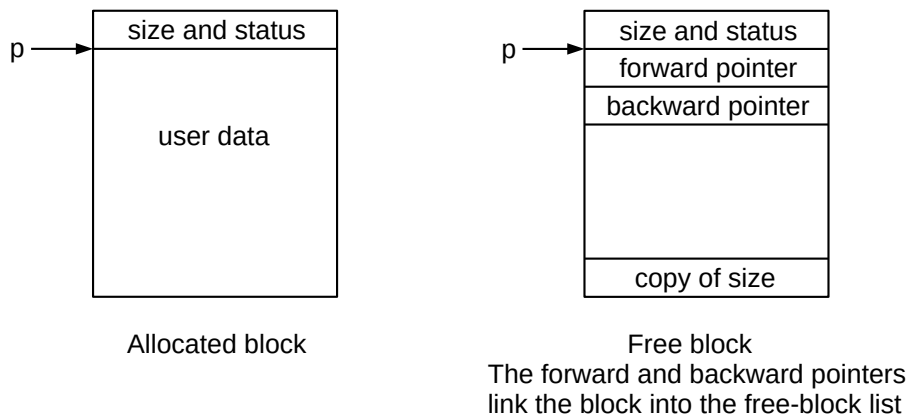 size and status
p
user data
Allocated block
size and status
p
forward pointer
backward pointer
copy of size
Free block
The forward and backward pointers
link the block into the free-block list